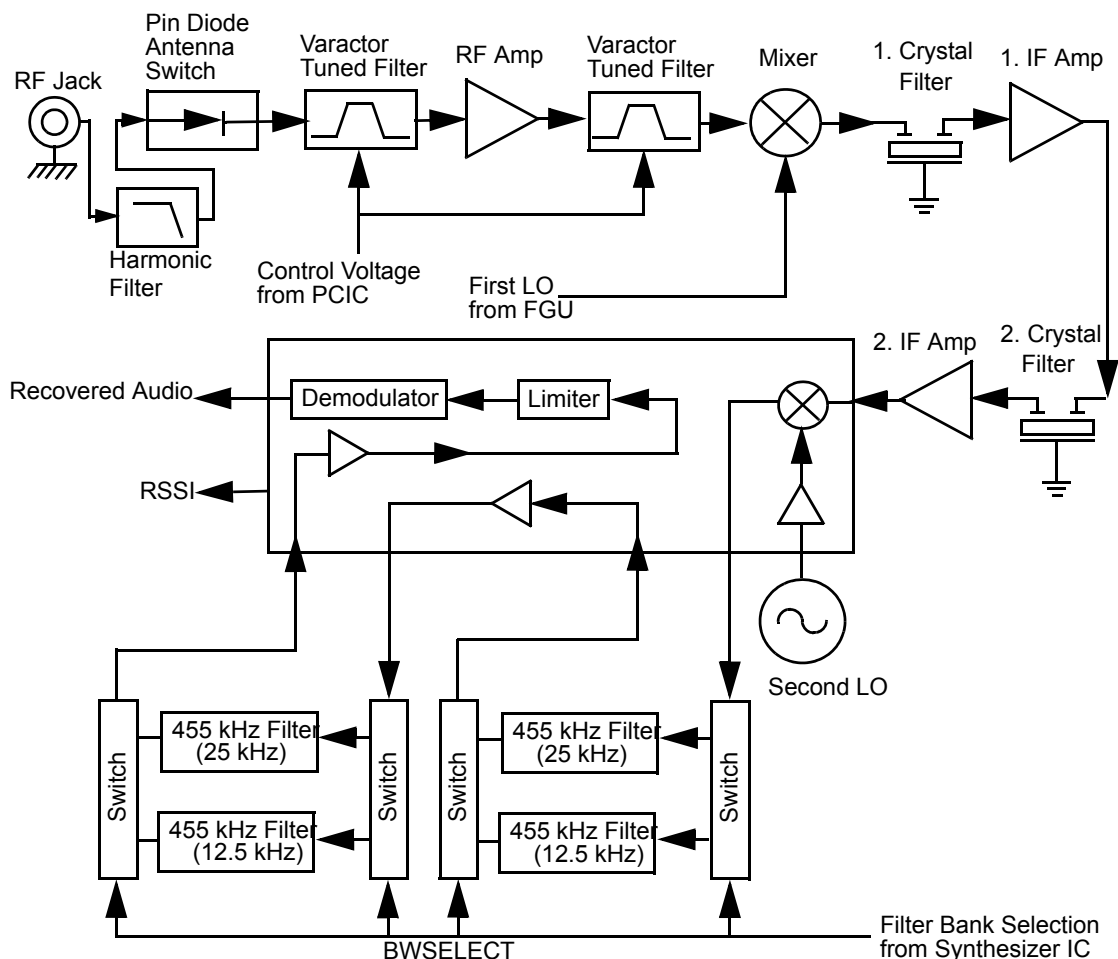 Pin Diode
Antenna
Switch
RF Jack
Varactor
Tuned Filter
RF Amp
Varactor
Tuned Filter
Mixer
1. Crystal
Filter
1. IF Amp
Harmonic
Filter
Control Voltage
from PCIC
First LO
from FGU
2. IF Amp
2. Crystal
Filter
Recovered Audio
Demodulator
Limiter
RSSI
Second LO
Switch
455 kHz Filter
(25 kHz)
455 kHz Filter
(12.5 kHz)
Switch
Switch
455 kHz Filter
(25 kHz)
455 kHz Filter
(12.5 kHz)
Switch
BWSELECT
Filter Bank Selection
from Synthesizer IC